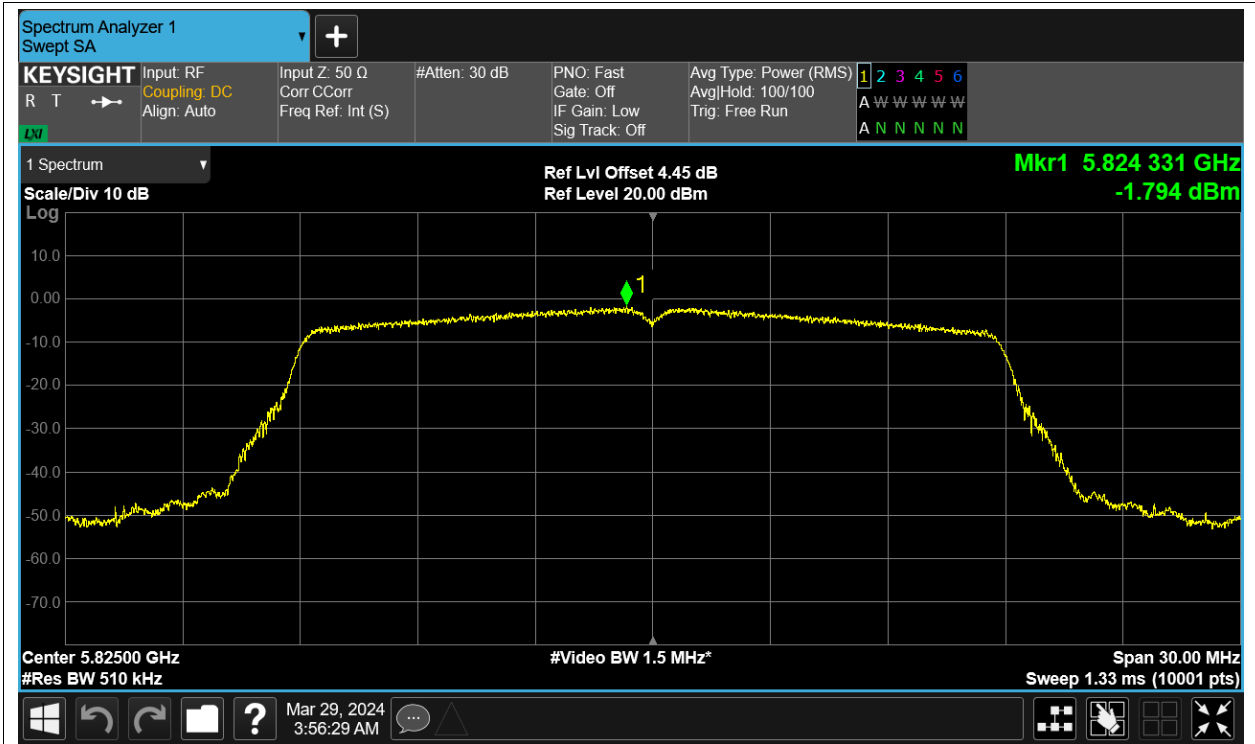 Spectrum Analyzer 1
Swept SA
KEYSIGHT
R T
LXI
Input: RF
Coupling: DC
Align: Auto
Input Z: 50 Ω
Corr CCorr
Freq Ref: Int (S)
#Atten: 30 dB
PNO: Fast
Gate: Off
IF Gain: Low
Sig Track: Off
Avg Type: Power (RMS)
Avg|Hold: 100/100
Trig: Free Run
1 2 3 4 5 6
A W W W W W
A N N N N N
1 Spectrum
Scale/Div 10 dB
Log
Ref Lvl Offset 4.45 dB
Ref Level 20.00 dBm
Mkr1 5.824 331 GHz
-1.794 dBm
1
10.0
0.00
-10.0
-20.0
-30.0
-40.0
-50.0
-60.0
-70.0
Center 5.82500 GHz
#Res BW 510 kHz
#Video BW 1.5 MHz*
Span 30.00 MHz
Sweep 1.33 ms (10001 pts)
?
Mar 29, 2024
3:56:29 AM